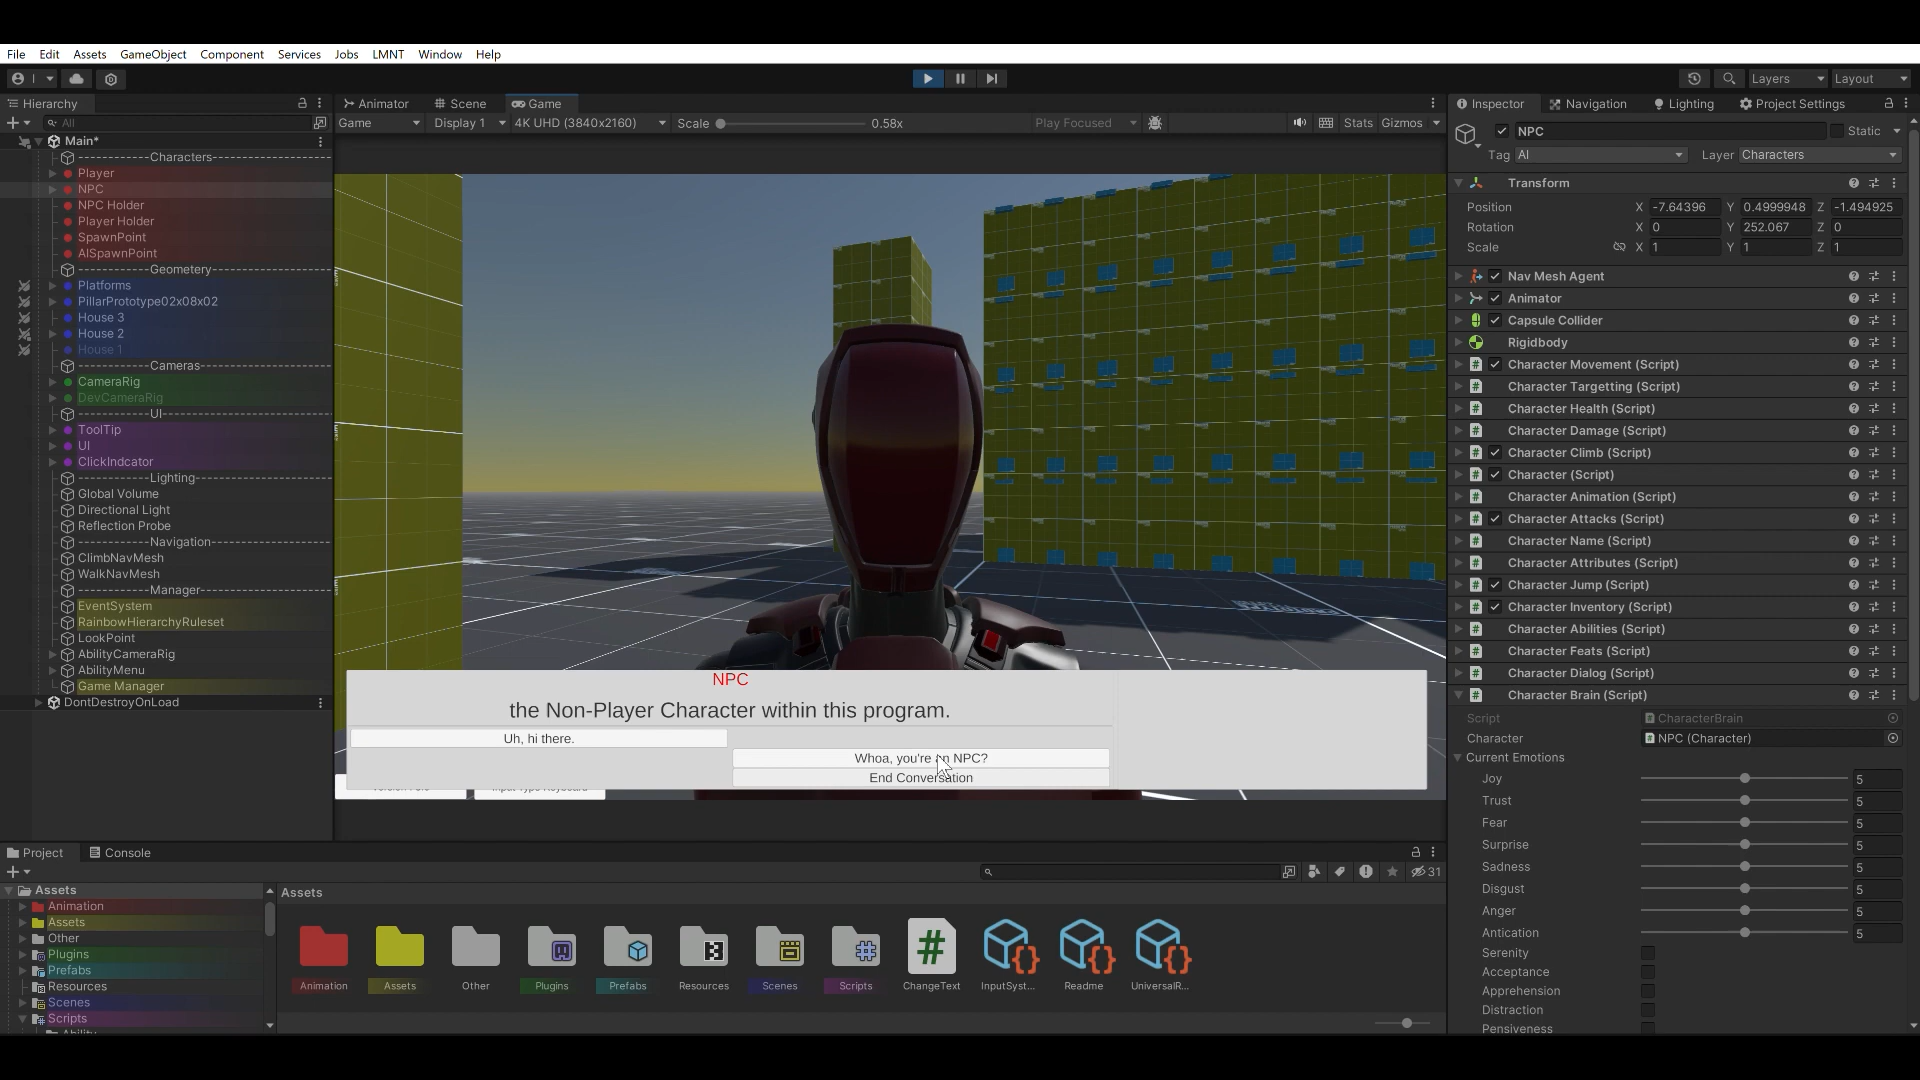 File Edit Assets GameObject Component Services Jobs LMNT Window Help
I Layers Layout
Hierarchy Animator Scene Game Inspector Navigation Lighting Project Settings
All Game Display 1 4K UHD (3840x2160) Scale 0.58x Play Focused Stats Gizmos
NPC Static
Tag AI Layer Characters
Main*
-----------Characters---------------------
Player
NPC
NPC Holder
Player Holder
SpawnPoint
AISpawnPoint
-----------Geometery---------------------
Platforms
PillarPrototype02x08x02
House 3
House 2
House 1
-----------Cameras---------------------
CameraRig
DevCameraRig
-----------UI---------------------
ToolTip
UI
ClickIndcator
-----------Lighting---------------------
Global Volume
Directional Light
Reflection Probe
-----------Navigation---------------------
ClimbNavMesh
WalkNavMesh
-----------Manager---------------------
EventSystem
RainbowHierarchyRuleset
LookPoint
AbilityCameraRig
AbilityMenu
Game Manager
DontDestroyOnLoad
NPC
the Non-Player Character within this program.
Uh, hi there.
Whoa, you're an NPC?
End Conversation
Transform
Position X -7.64396 Y 0.4999948 Z -1.494925
Rotation X 0 Y 252.067 Z 0
Scale X 1 Y 1 Z 1
Nav Mesh Agent
Animator
Capsule Collider
Rigidbody
Character Movement (Script)
Character Targetting (Script)
Character Health (Script)
Character Damage (Script)
Character Climb (Script)
Character (Script)
Character Animation (Script)
Character Attacks (Script)
Character Name (Script)
Character Attributes (Script)
Character Jump (Script)
Character Inventory (Script)
Character Abilities (Script)
Character Feats (Script)
Character Dialog (Script)
Character Brain (Script)
Script CharacterBrain
Character NPC (Character)
Current Emotions
Joy 5
Trust 5
Fear 5
Surprise 5
Sadness 5
Disgust 5
Anger 5
Antication 5
Serenity
Acceptance
Apprehension
Distraction
Pensiveness
Project Console
31
Assets
Animation
Assets
Other
Plugins
Prefabs
Resources
Scenes
Scripts
Assets
Animation Assets Other Plugins Prefabs Resources Scenes Scripts ChangeText InputSyst... Readme UniversalR...